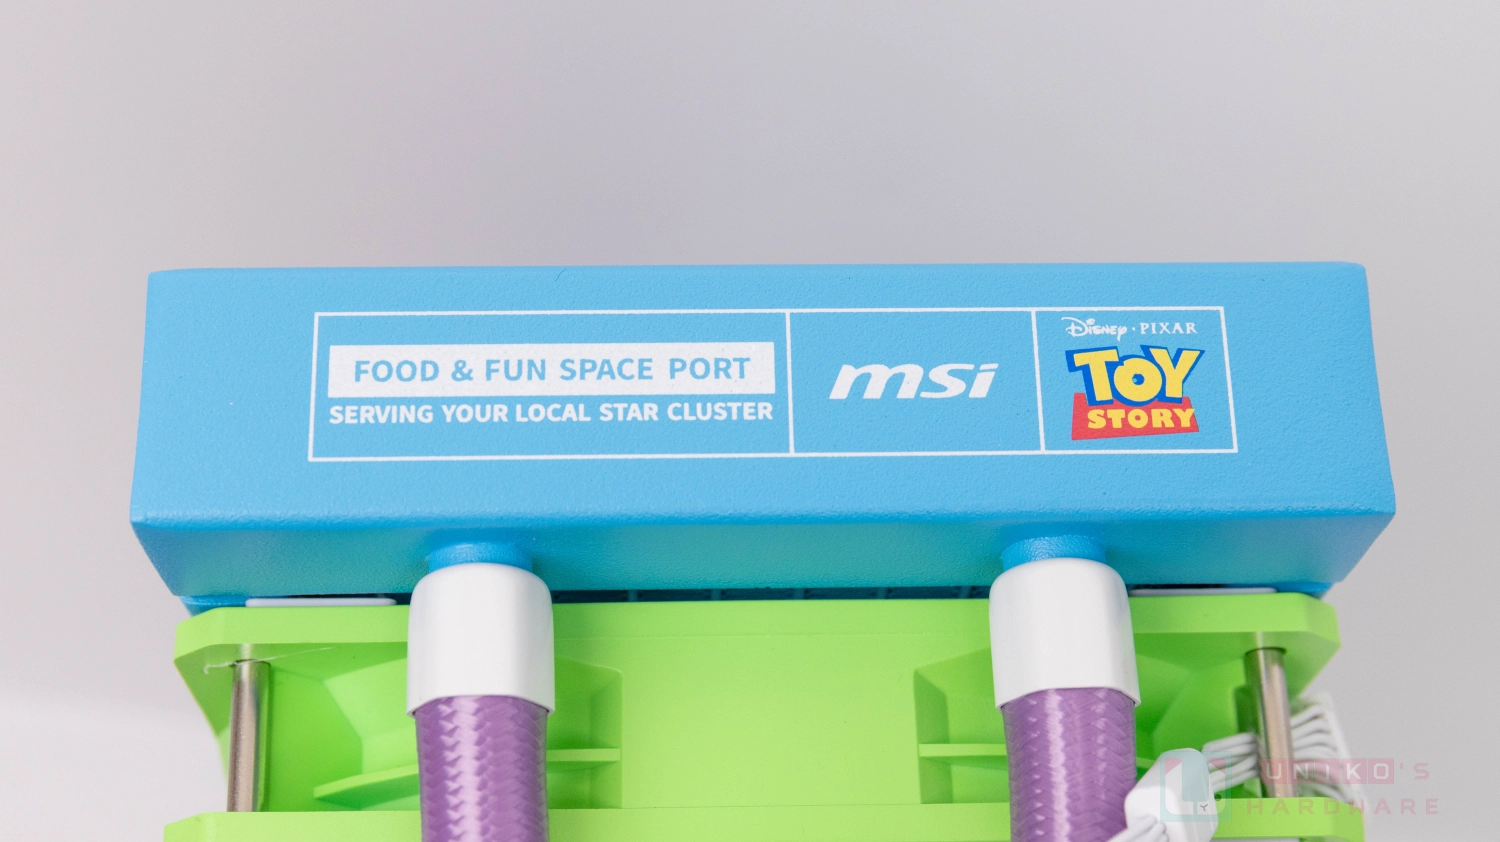 FOOD & FUN SPACE PORT
SERVING YOUR LOCAL STAR CLUSTER
msi
Disney · PIXAR
TOY
STORY
UNIKO'S
HARDWARE